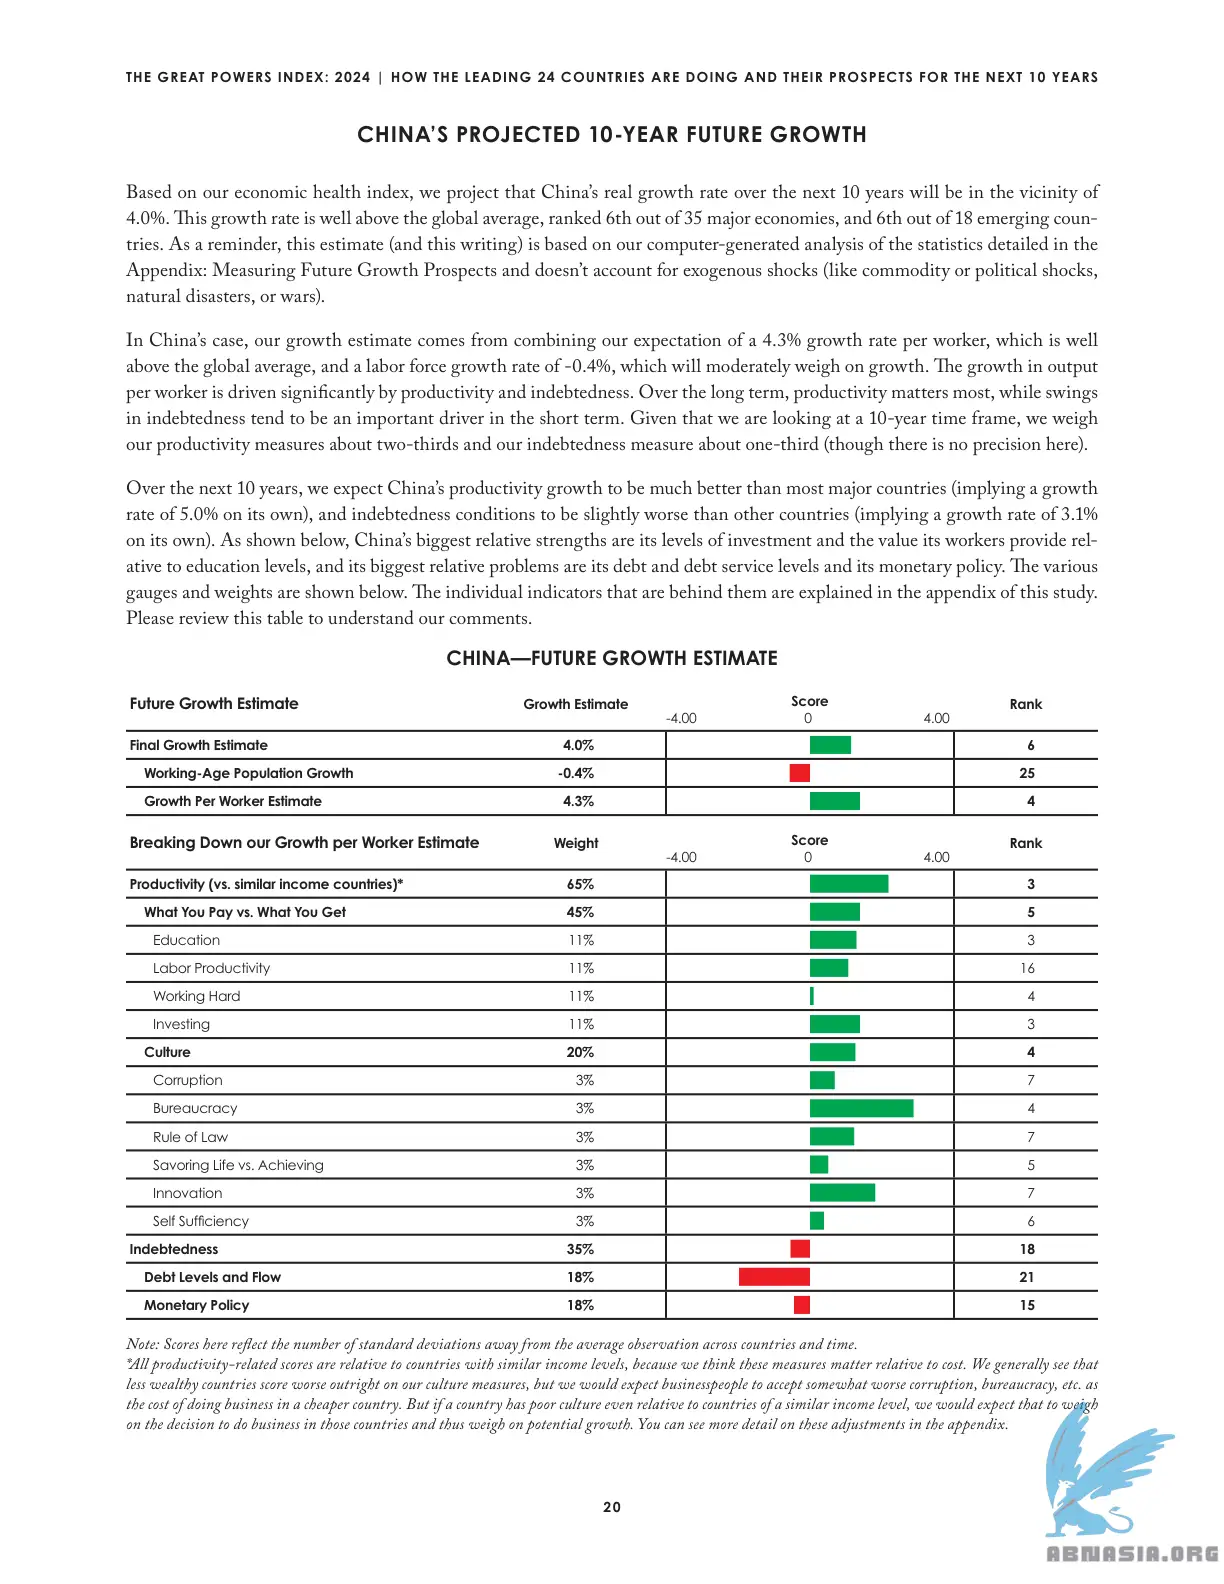 THE GREAT POWERS INDEX: 2024 | HOW THE LEADING 24 COUNTRIES ARE DOING AND THEIR PROSPECTS FOR THE NEXT 10 YEARS
CHINA’S PROJECTED 10-YEAR FUTURE GROWTH
Based on our economic health index, we project that China’s real growth rate over the next 10 years will be in the vicinity of
4.0%. This growth rate is well above the global average, ranked 6th out of 35 major economies, and 6th out of 18 emerging coun-
tries. As a reminder, this estimate (and this writing) is based on our computer-generated analysis of the statistics detailed in the
Appendix: Measuring Future Growth Prospects and doesn’t account for exogenous shocks (like commodity or political shocks,
natural disasters, or wars).
In China’s case, our growth estimate comes from combining our expectation of a 4.3% growth rate per worker, which is well
above the global average, and a labor force growth rate of -0.4%, which will moderately weigh on growth. The growth in output
per worker is driven significantly by productivity and indebtedness. Over the long term, productivity matters most, while swings
in indebtedness tend to be an important driver in the short term. Given that we are looking at a 10-year time frame, we weigh
our productivity measures about two-thirds and our indebtedness measure about one-third (though there is no precision here).
Over the next 10 years, we expect China’s productivity growth to be much better than most major countries (implying a growth
rate of 5.0% on its own), and indebtedness conditions to be slightly worse than other countries (implying a growth rate of 3.1%
on its own). As shown below, China’s biggest relative strengths are its levels of investment and the value its workers provide rel-
ative to education levels, and its biggest relative problems are its debt and debt service levels and its monetary policy. The various
gauges and weights are shown below. The individual indicators that are behind them are explained in the appendix of this study.
Please review this table to understand our comments.
CHINA—FUTURE GROWTH ESTIMATE
Future Growth Estimate Growth Estimate Score Rank
-4.00 0 4.00
Final Growth Estimate 4.0% 6
Working-Age Population Growth -0.4% 25
Growth Per Worker Estimate 4.3% 4
Breaking Down our Growth per Worker Estimate Weight Score Rank
-4.00 0 4.00
Productivity (vs. similar income countries)* 65% 3
What You Pay vs. What You Get 45% 5
Education 11% 3
Labor Productivity 11% 16
Working Hard 11% 4
Investing 11% 3
Culture 20% 4
Corruption 3% 7
Bureaucracy 3% 4
Rule of Law 3% 7
Savoring Life vs. Achieving 3% 5
Innovation 3% 7
Self Sufficiency 3% 6
Indebtedness 35% 18
Debt Levels and Flow 18% 21
Monetary Policy 18% 15
Note: Scores here reflect the number of standard deviations away from the average observation across countries and time.
*All productivity-related scores are relative to countries with similar income levels, because we think these measures matter relative to cost. We generally see that
less wealthy countries score worse outright on our culture measures, but we would expect businesspeople to accept somewhat worse corruption, bureaucracy, etc. as
the cost of doing business in a cheaper country. But if a country has poor culture even relative to countries of a similar income level, we would expect that to weigh
on the decision to do business in those countries and thus weigh on potential growth. You can see more detail on these adjustments in the appendix.
20
ABNASIA.ORG